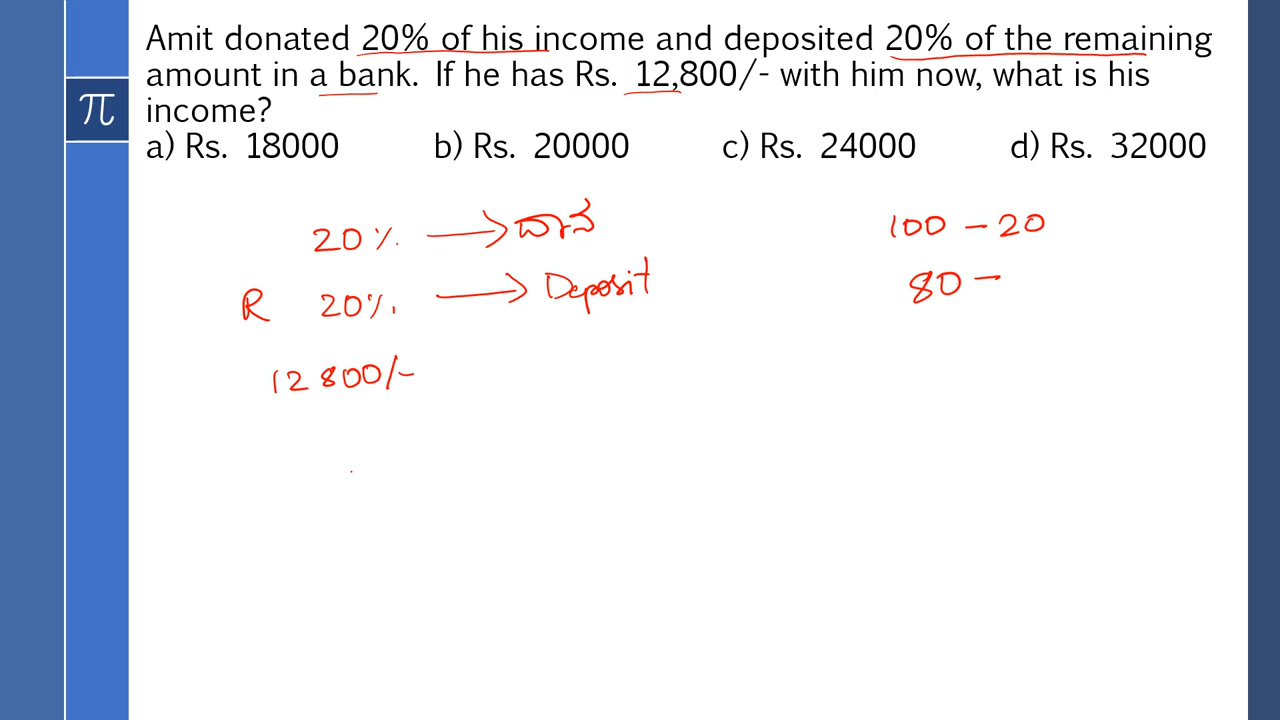 Amit donated 20% of his income and deposited 20% of the remaining
amount in a bank. If he has Rs. 12,800/- with him now, what is his
income?
a) Rs. 18000 b) Rs. 20000 c) Rs. 24000 d) Rs. 32000
π
20% → ದಾನ
100 - 20
R 20% → Deposit
80 -
12800/-